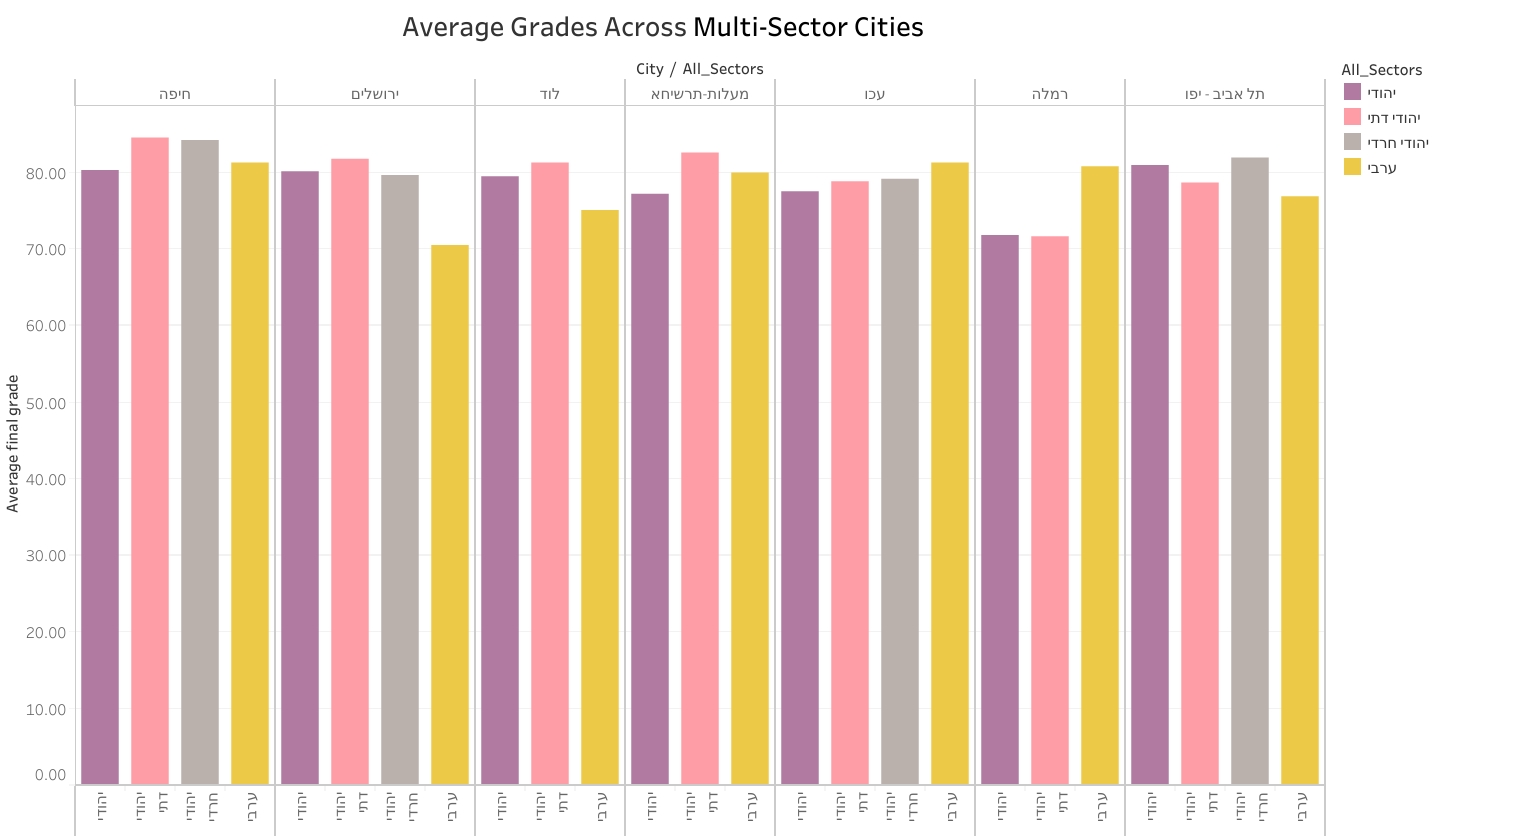 Average Grades Across Multi-Sector Cities
City / All_Sectors
חיפה
ירושלים
לוד
מעלות-תרשיחא
עכו
רמלה
תל אביב - יפו
All_Sectors
יהודי
יהודי דתי
יהודי חרדי
ערבי
Average final grade
80.00
70.00
60.00
50.00
40.00
30.00
20.00
10.00
0.00
יהודי
יהודי
דתי
יהודי
חרדי
ערבי
יהודי
יהודי
דתי
יהודי
חרדי
ערבי
יהודי
יהודי
דתי
ערבי
יהודי
יהודי
דתי
ערבי
יהודי
יהודי
דתי
יהודי
חרדי
ערבי
יהודי
יהודי
דתי
ערבי
יהודי
יהודי
דתי
יהודי
חרדי
ערבי